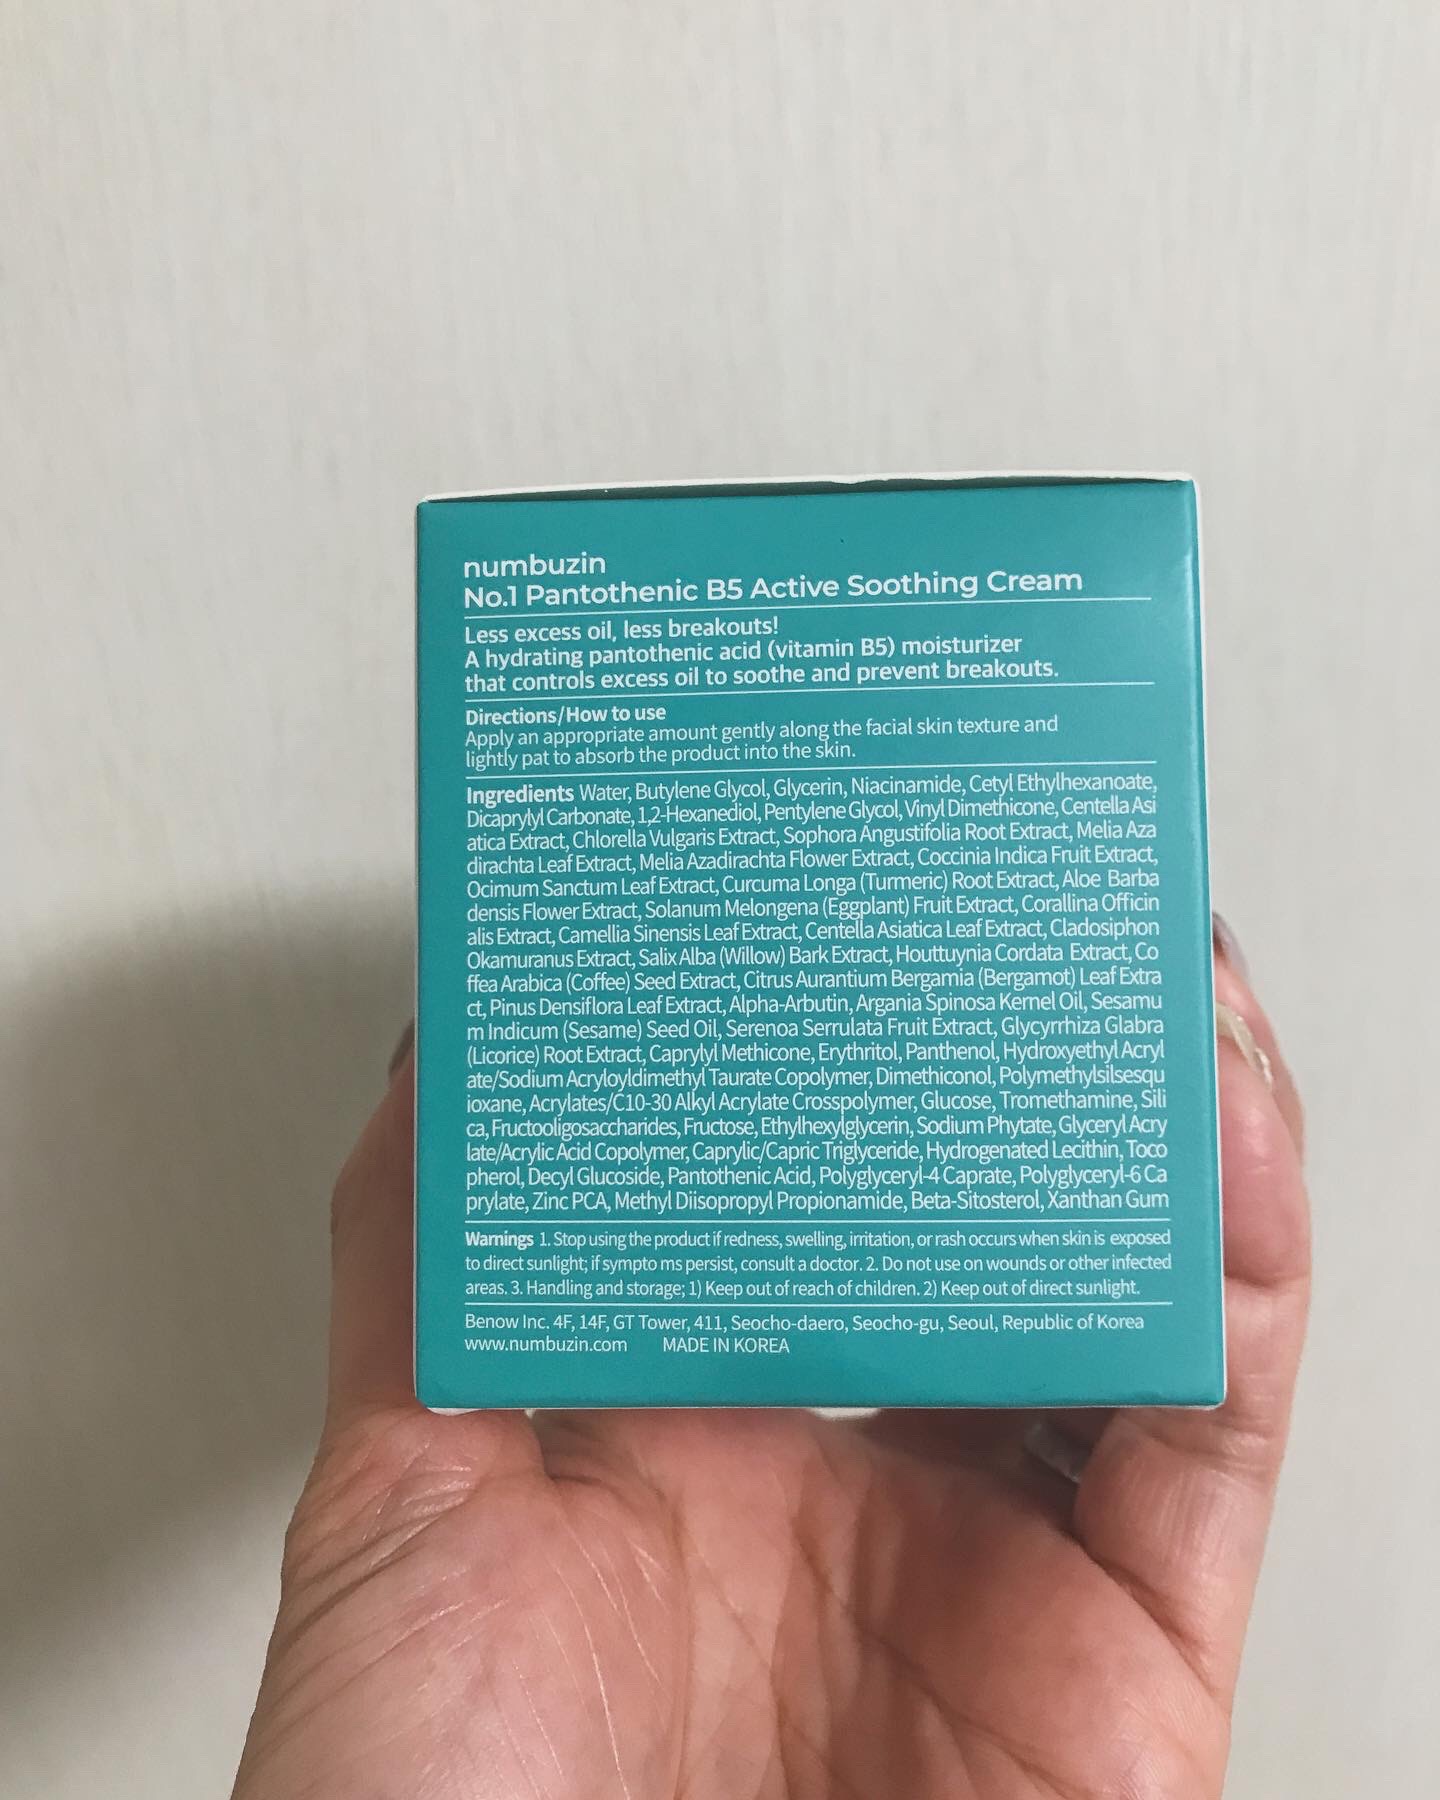 numbuzin
No.1 Pantothenic B5 Active Soothing Cream
Less excess oil, less breakouts!
A hydrating pantothenic acid (vitamin B5) moisturizer
that controls excess oil to soothe and prevent breakouts.
Directions/How to use
Apply an appropriate amount gently along the facial skin texture and
lightly pat to absorb the product into the skin.
Ingredients Water, Butylene Glycol, Glycerin, Niacinamide, Cetyl Ethylhexanoate,
Dicaprylyl Carbonate, 1,2-Hexanediol, Pentylene Glycol, Vinyl Dimethicone, Centella Asi
atica Extract, Chlorella Vulgaris Extract, Sophora Angustifolia Root Extract, Melia Aza
dirachta Leaf Extract, Melia Azadirachta Flower Extract, Coccinia Indica Fruit Extract,
Ocimum Sanctum Leaf Extract, Curcuma Longa (Turmeric) Root Extract, Aloe Barba
densis Flower Extract, Solanum Melongena (Eggplant) Fruit Extract, Corallina Officin
alis Extract, Camellia Sinensis Leaf Extract, Centella Asiatica Leaf Extract, Cladosiphon
Okamuranus Extract, Salix Alba (Willow) Bark Extract, Houttuynia Cordata Extract, Co
ffea Arabica (Coffee) Seed Extract, Citrus Aurantium Bergamia (Bergamot) Leaf Extra
ct, Pinus Densiflora Leaf Extract, Alpha-Arbutin, Argania Spinosa Kernel Oil, Sesamu
m Indicum (Sesame) Seed Oil, Serenoa Serrulata Fruit Extract, Glycyrrhiza Glabra
(Licorice) Root Extract, Caprylyl Methicone, Erythritol, Panthenol, Hydroxyethyl Acryl
ate/Sodium Acryloyldimethyl Taurate Copolymer, Dimethiconol, Polymethylsilsesqu
ioxane, Acrylates/C10-30 Alkyl Acrylate Crosspolymer, Glucose, Tromethamine, Sili
ca, Fructooligosaccharides, Fructose, Ethylhexylglycerin, Sodium Phytate, Glyceryl Acry
late/Acrylic Acid Copolymer, Caprylic/Capric Triglyceride, Hydrogenated Lecithin, Toco
pherol, Decyl Glucoside, Pantothenic Acid, Polyglyceryl-4 Caprate, Polyglyceryl-6 Ca
prylate, Zinc PCA, Methyl Diisopropyl Propionamide, Beta-Sitosterol, Xanthan Gum
Warnings 1. Stop using the product if redness, swelling, irritation, or rash occurs when skin is exposed
to direct sunlight; if sympto ms persist, consult a doctor. 2. Do not use on wounds or other infected
areas. 3. Handling and storage; 1) Keep out of reach of children. 2) Keep out of direct sunlight.
Benow Inc. 4F, 14F, GT Tower, 411, Seocho-daero, Seocho-gu, Seoul, Republic of Korea
www.numbuzin.com MADE IN KOREA